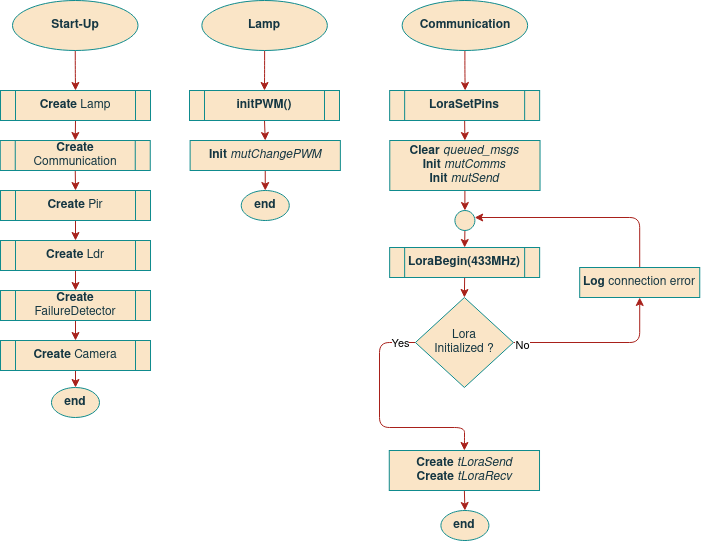 Start-Up
Create Lamp
Create
Communication
Create Pir
Create Ldr
Create
FailureDetector
Create Camera
end
Lamp
initPWM()
Init mutChangePWM
end
Communication
LoraSetPins
Clear queued_msgs
Init mutComms
Init mutSend
LoraBegin(433MHz)
Log connection error
Lora
Initialized ?
Yes
No
Create tLoraSend
Create tLoraRecv
end